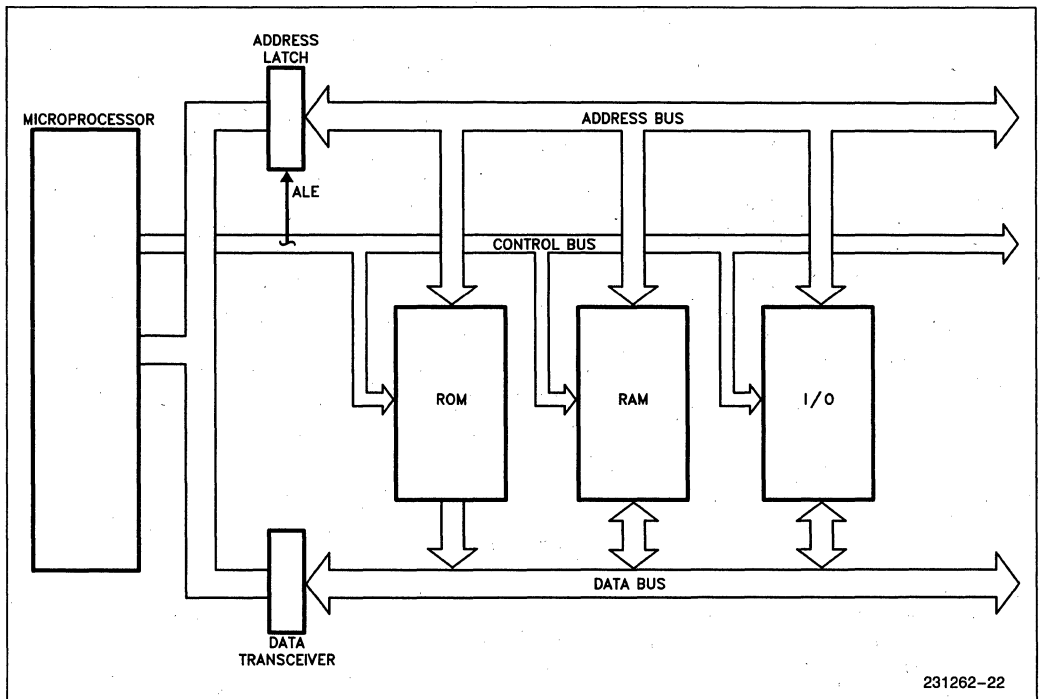 ADDRESS
LATCH
MICROPROCESSOR
ADDRESS BUS
ALE
CONTROL BUS
ROM
RAM
I/O
DATA BUS
DATA
TRANSCEIVER
231262-22